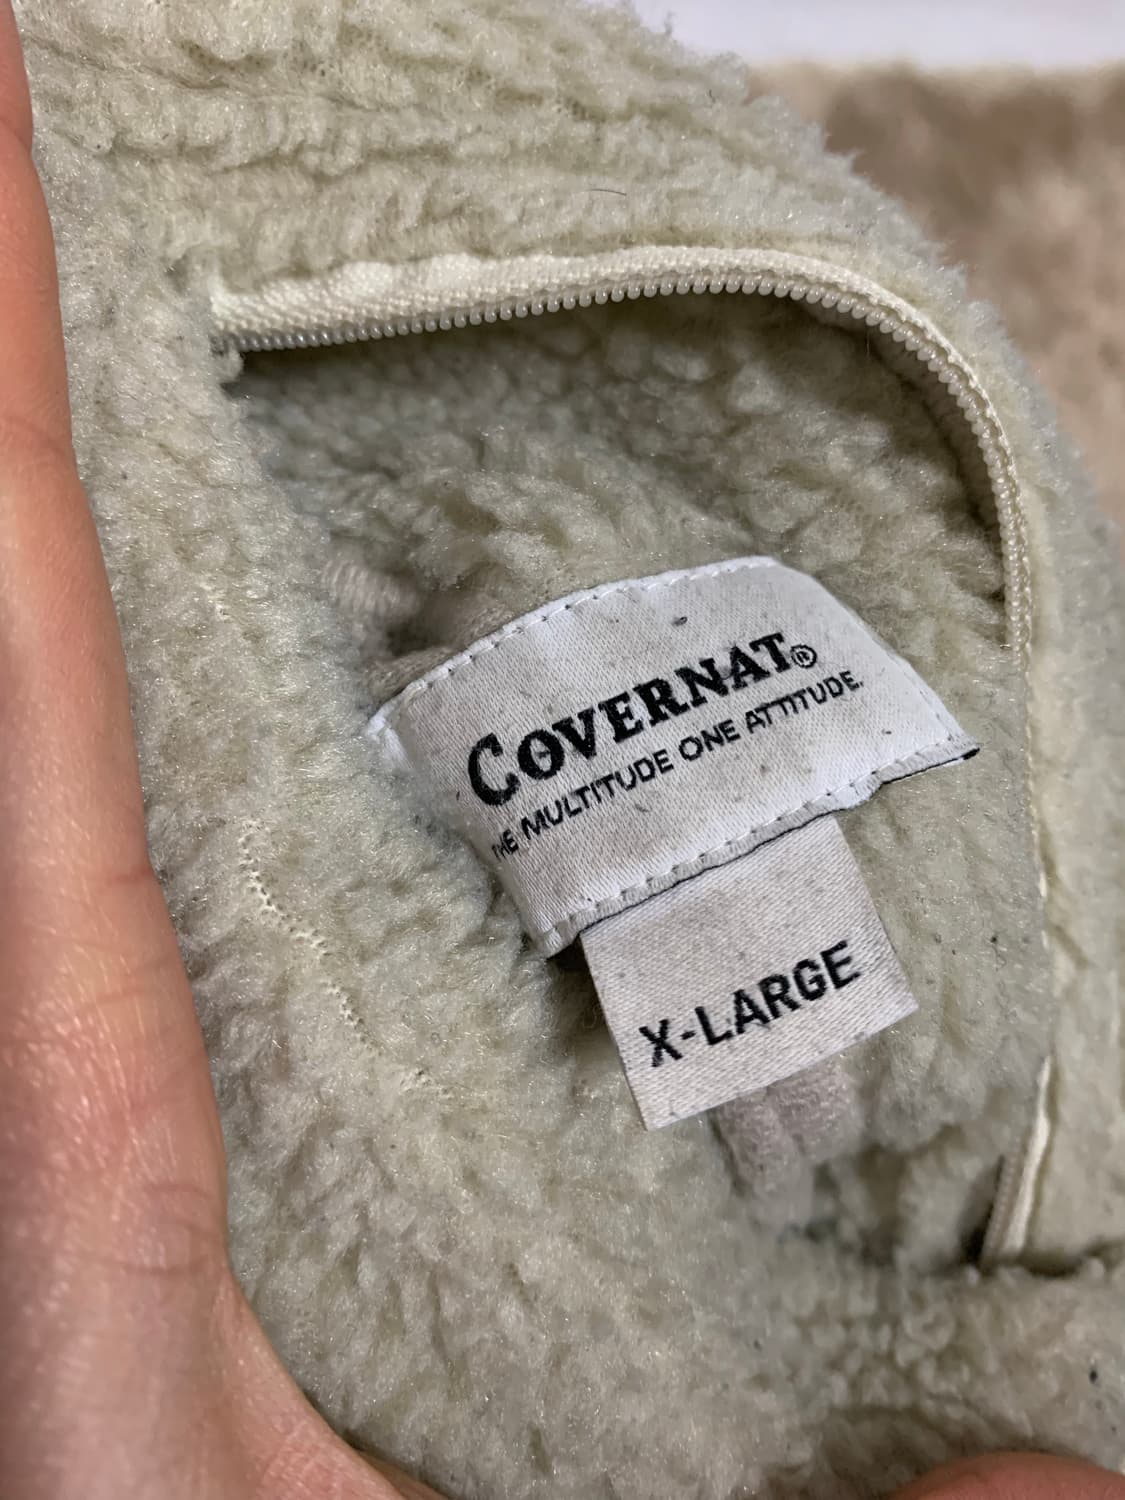 COVERNAT®
THE MULTITUDE ONE ATTITUDE.
X-LARGE